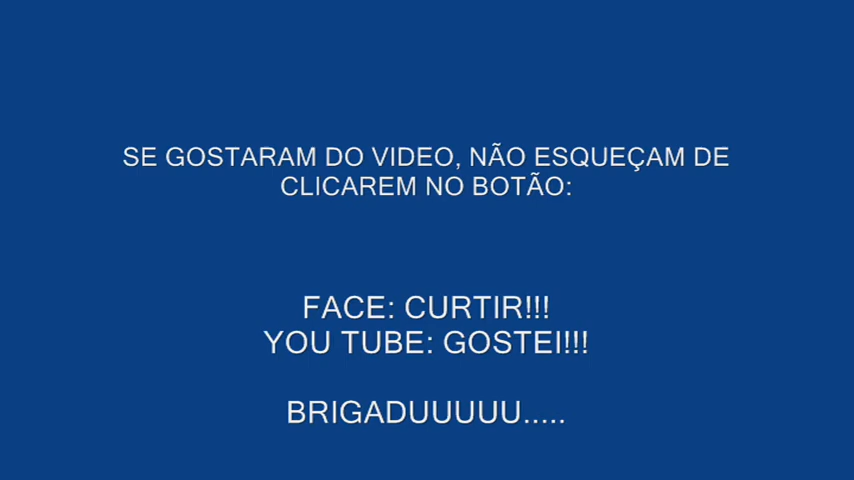 SE GOSTARAM DO VIDEO, NÃO ESQUEÇAM DE
CLICAREM NO BOTÃO:
FACE: CURTIR!!!
YOU TUBE: GOSTEI!!!
BRIGADUUUUU.....